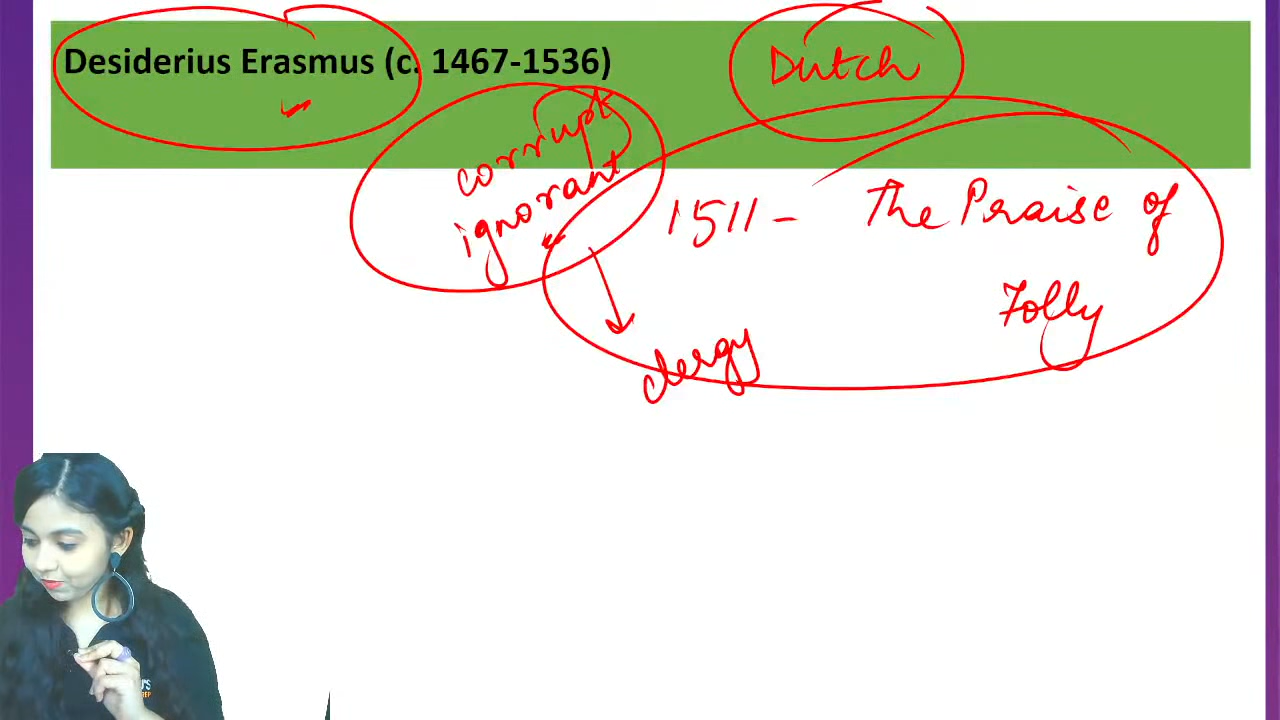 Desiderius Erasmus (c. 1467-1536)
Dutch
corrupt
ignorant
1511 - The Praise of
Folly
clergy